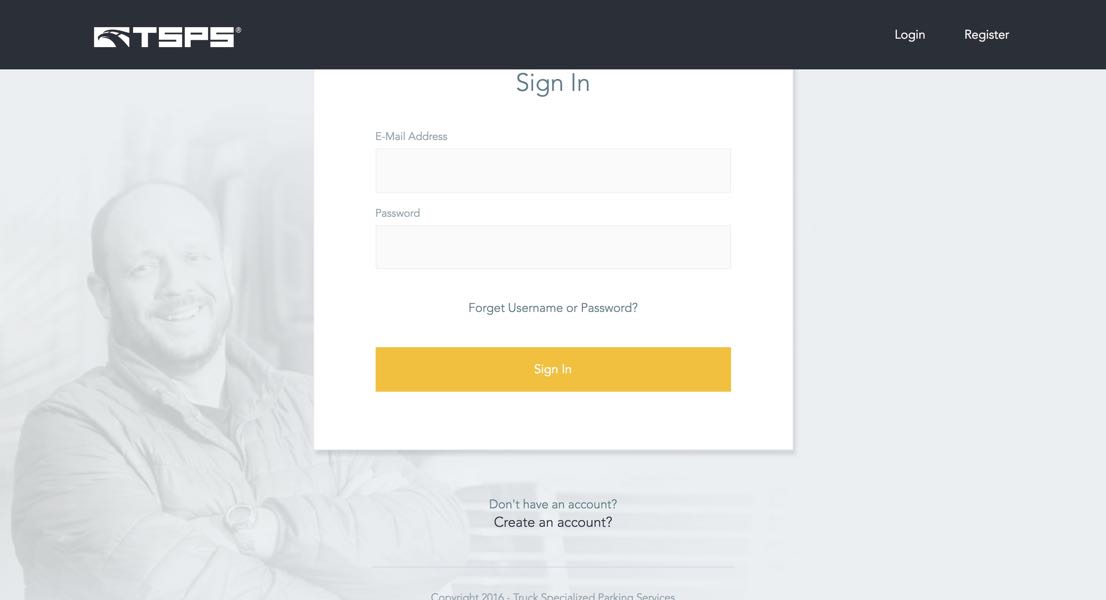 TSPS®
Login
Register
Sign In
E-Mail Address
Password
Forget Username or Password?
Sign In
Don't have an account?
Create an account?
Copyright 2016 - Truck Specialized Parking Services